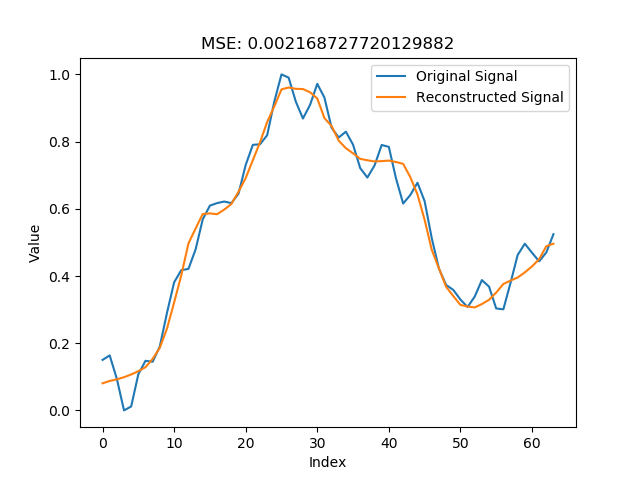 MSE: 0.002168727720129882
Original Signal
Reconstructed Signal
1.0
0.8
0.6
0.4
0.2
0.0
Value
0 10 20 30 40 50 60
Index